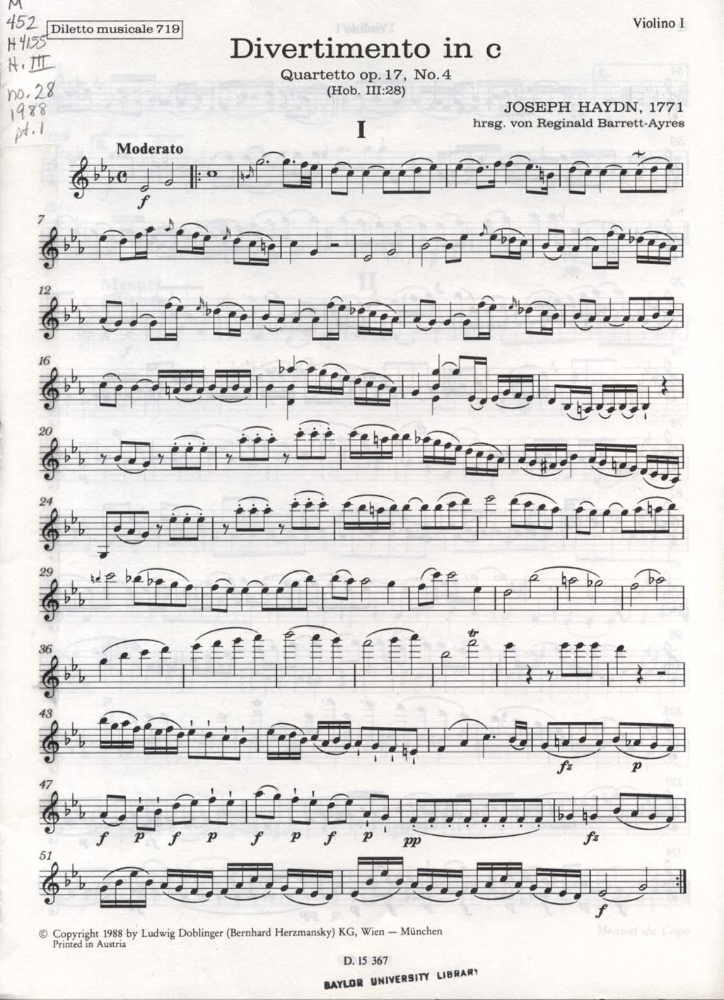 M
452
H4155
H.III
no.28
1988
pt.1
Diletto musicale 719
Violino I
Divertimento in c
Quartetto op. 17, No. 4
(Hob. III:28)
JOSEPH HAYDN, 1771
hrsg. von Reginald Barrett-Ayres
I
Moderato
f
7
12
16
20
24
29
36
tr
43
fz p
47
f p f p f p f p pp fz
51
f
© Copyright 1988 by Ludwig Doblinger (Bernhard Herzmansky) KG, Wien — München
Printed in Austria
D. 15 367
BAYLOR UNIVERSITY LIBRARY